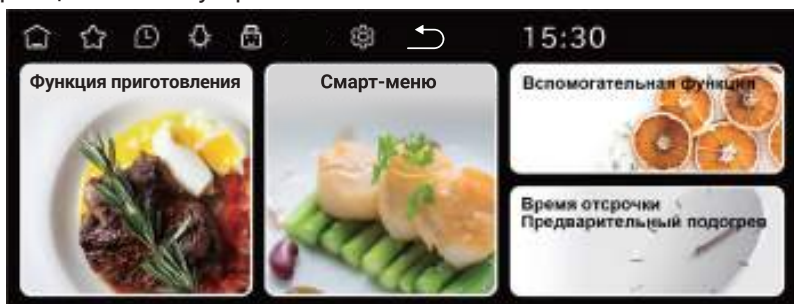 15:30
Функция приготовления
Смарт-меню
Вспомогательная функция
Время отсрочки
Предварительный подогрев